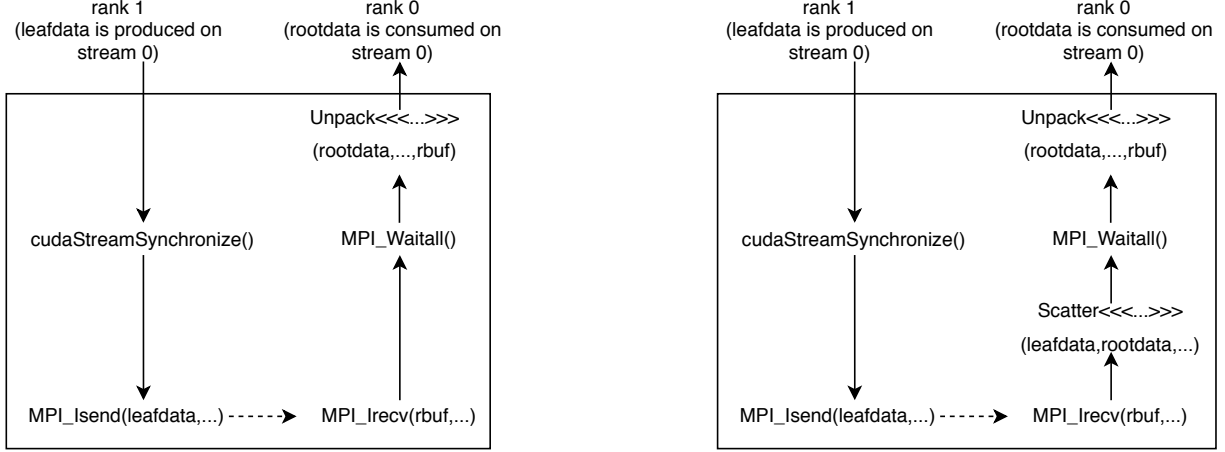 rank 1
(leafdata is produced on
stream 0)
rank 0
(rootdata is consumed on
stream 0)
Unpack<<<...>>>
(rootdata,...,rbuf)
cudaStreamSynchronize()
MPI_Waitall()
MPI_Isend(leafdata,...)
MPI_Irecv(rbuf,...)
rank 1
(leafdata is produced on
stream 0)
rank 0
(rootdata is consumed on
stream 0)
Unpack<<<...>>>
(rootdata,...,rbuf)
cudaStreamSynchronize()
MPI_Waitall()
Scatter<<<...>>>
(leafdata,rootdata,...)
MPI_Isend(leafdata,...)
MPI_Irecv(rbuf,...)